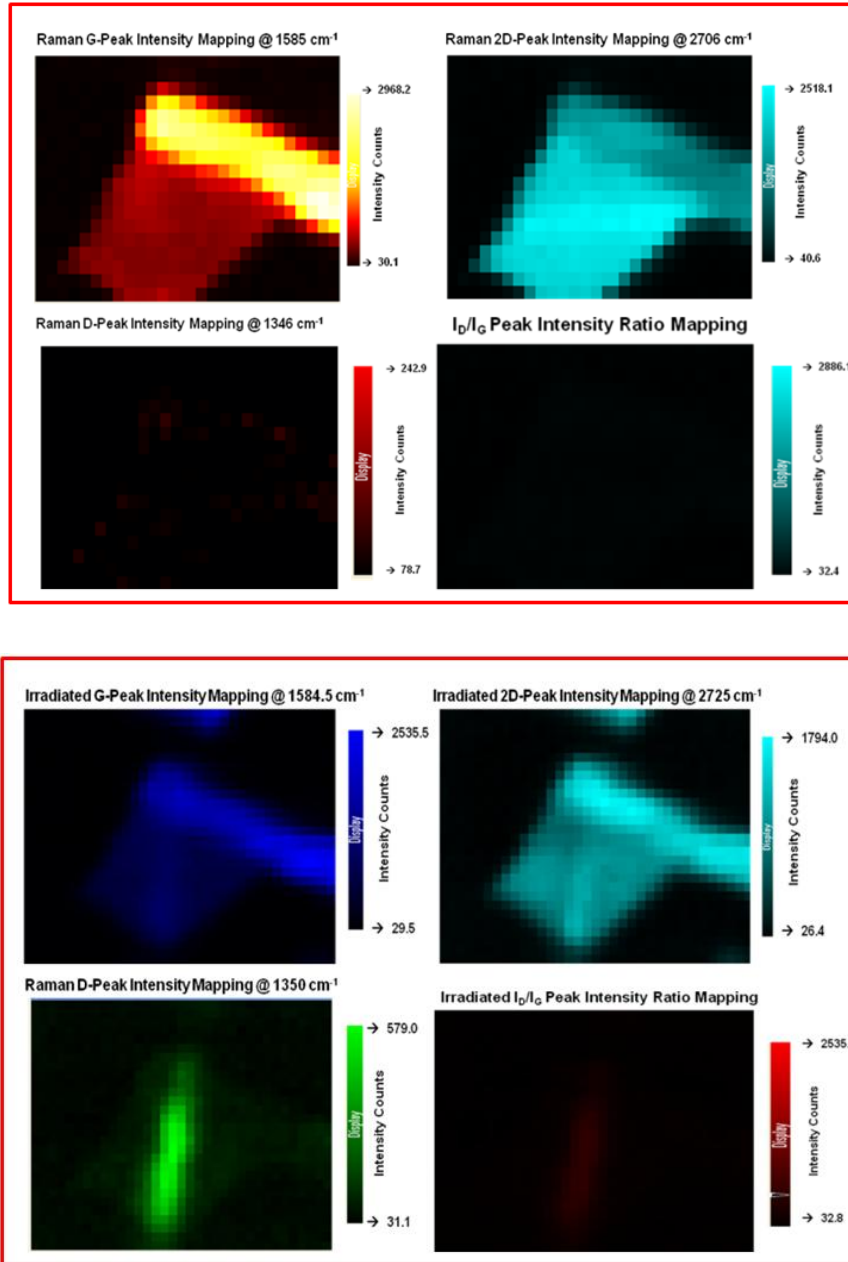 Raman G-Peak Intensity Mapping @ 1585 cm⁻¹
→ 2968.2
Display
Intensity Counts
→ 30.1
Raman 2D-Peak Intensity Mapping @ 2706 cm⁻¹
→ 2518.1
Display
Intensity Counts
→ 40.6
Raman D-Peak Intensity Mapping @ 1346 cm⁻¹
→ 242.9
Display
Intensity Counts
→ 78.7
I_D/I_G Peak Intensity Ratio Mapping
→ 2886.1
Display
Intensity Counts
→ 32.4
Irradiated G-Peak Intensity Mapping @ 1584.5 cm⁻¹
→ 2535.5
Display
Intensity Counts
→ 29.5
Irradiated 2D-Peak Intensity Mapping @ 2725 cm⁻¹
→ 1794.0
Display
Intensity Counts
→ 26.4
Raman D-Peak Intensity Mapping @ 1350 cm⁻¹
→ 579.0
Display
Intensity Counts
→ 31.1
Irradiated I_D/I_G Peak Intensity Ratio Mapping
→ 2535.
Display
Intensity Counts
→ 32.8